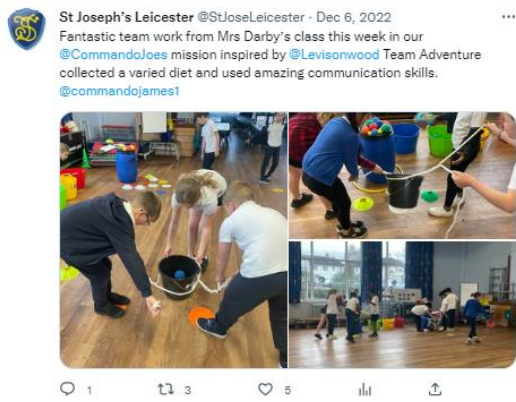 St Joseph's Leicester @StJoseLeicester · Dec 6, 2022
Fantastic team work from Mrs Darby's class this week in our
@CommandoJoes mission inspired by @Levisonwood Team Adventure
collected a varied diet and used amazing communication skills.
@commandojames1
1 3 5